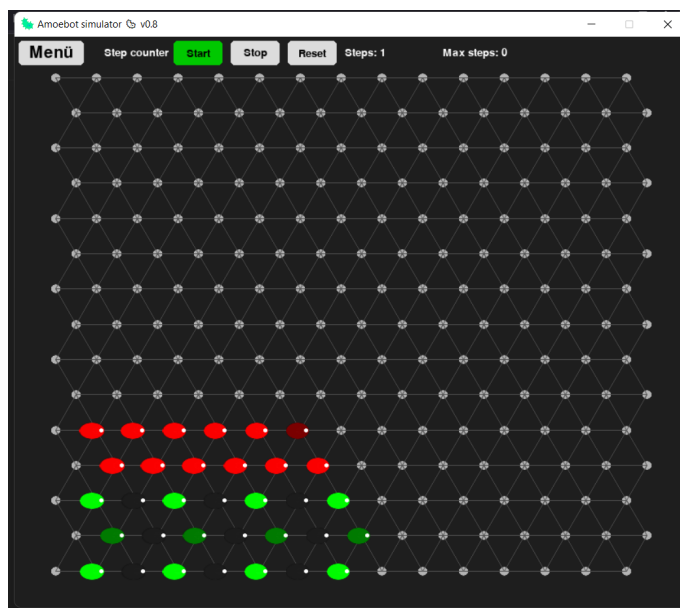 Amoebot simulator v0.8
Menü Step counter Start Stop Reset Steps: 1 Max steps: 0